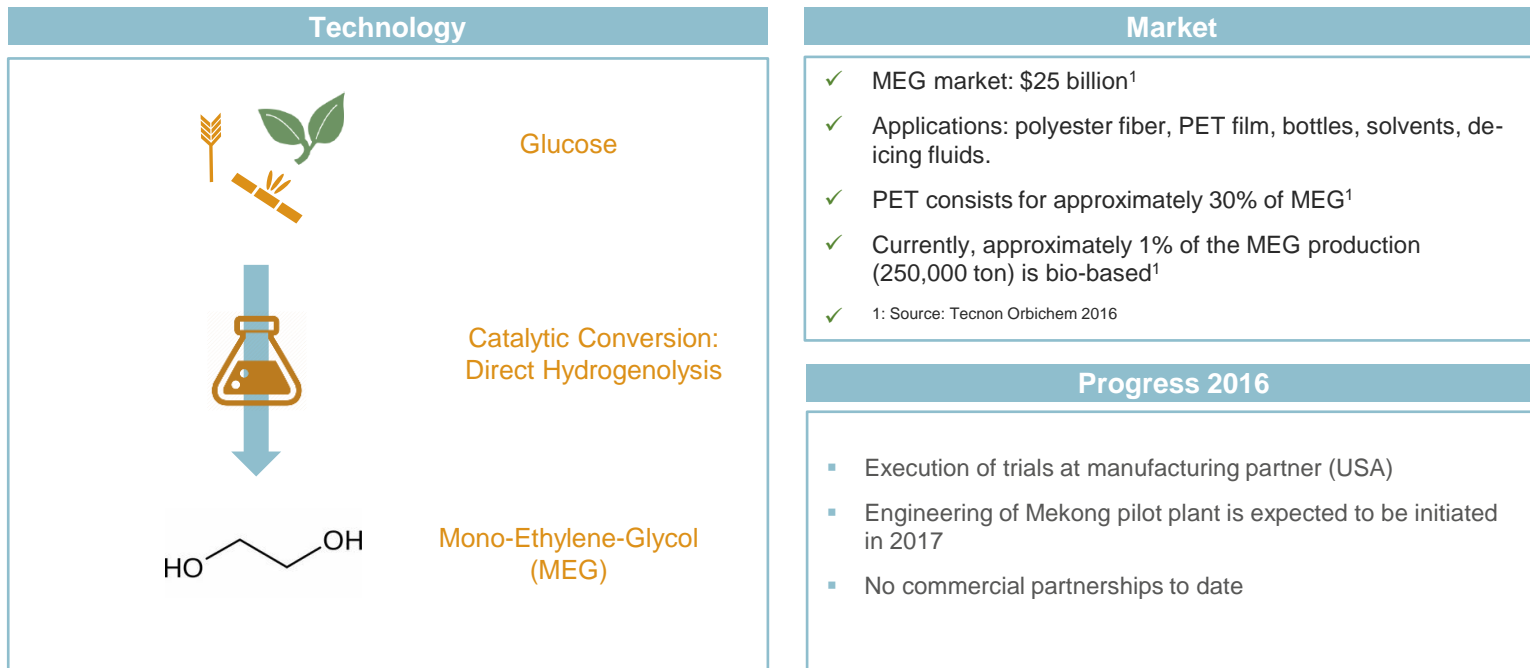 Technology
Glucose
Catalytic Conversion:
Direct Hydrogenolysis
HO
OH
Mono-Ethylene-Glycol
(MEG)
Market
✓ MEG market: $25 billion¹
✓ Applications: polyester fiber, PET film, bottles, solvents, de-
icing fluids.
✓ PET consists for approximately 30% of MEG¹
✓ Currently, approximately 1% of the MEG production
(250,000 ton) is bio-based¹
✓ 1: Source: Tecnon Orbichem 2016
Progress 2016
▪ Execution of trials at manufacturing partner (USA)
▪ Engineering of Mekong pilot plant is expected to be initiated
in 2017
▪ No commercial partnerships to date